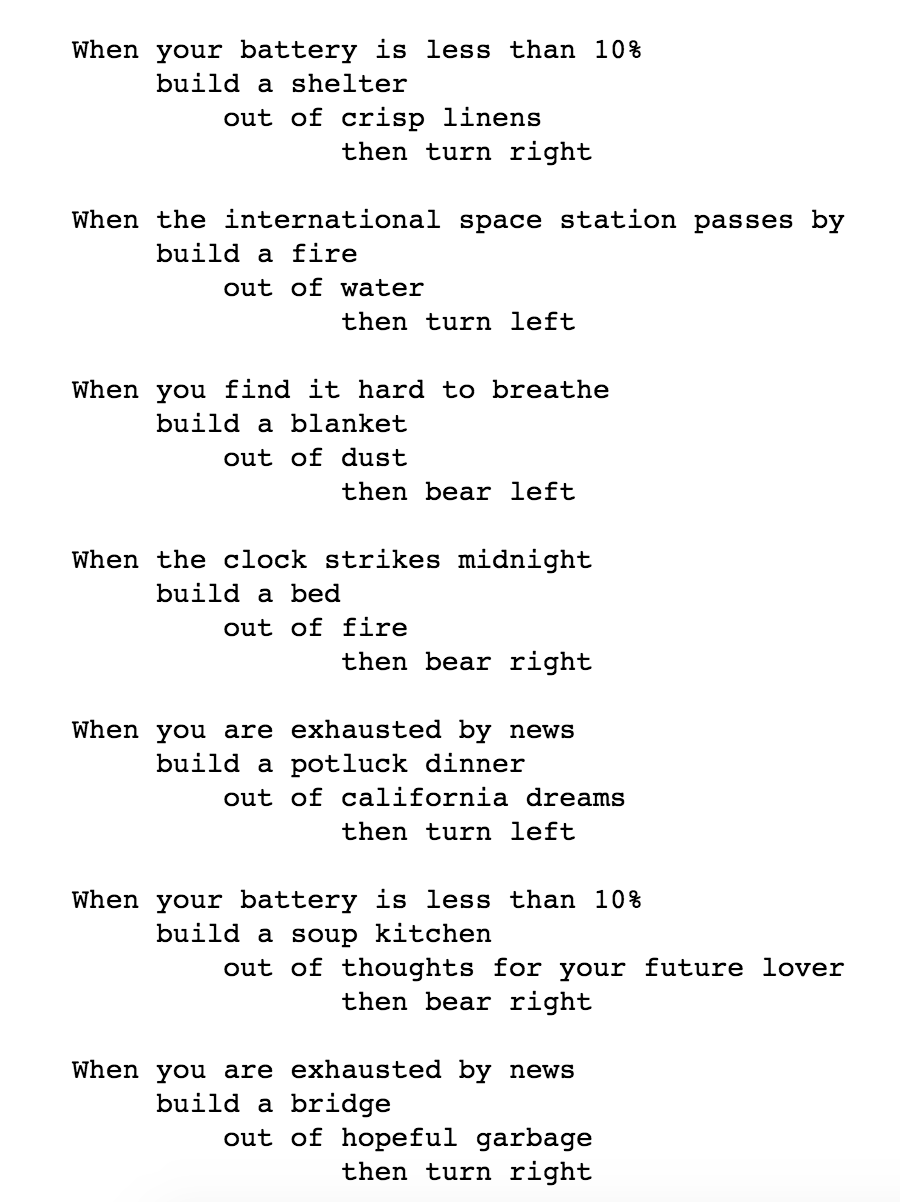 When your battery is less than 10%
build a shelter
out of crisp linens
then turn right
When the international space station passes by
build a fire
out of water
then turn left
When you find it hard to breathe
build a blanket
out of dust
then bear left
When the clock strikes midnight
build a bed
out of fire
then bear right
When you are exhausted by news
build a potluck dinner
out of california dreams
then turn left
When your battery is less than 10%
build a soup kitchen
out of thoughts for your future lover
then bear right
When you are exhausted by news
build a bridge
out of hopeful garbage
then turn right